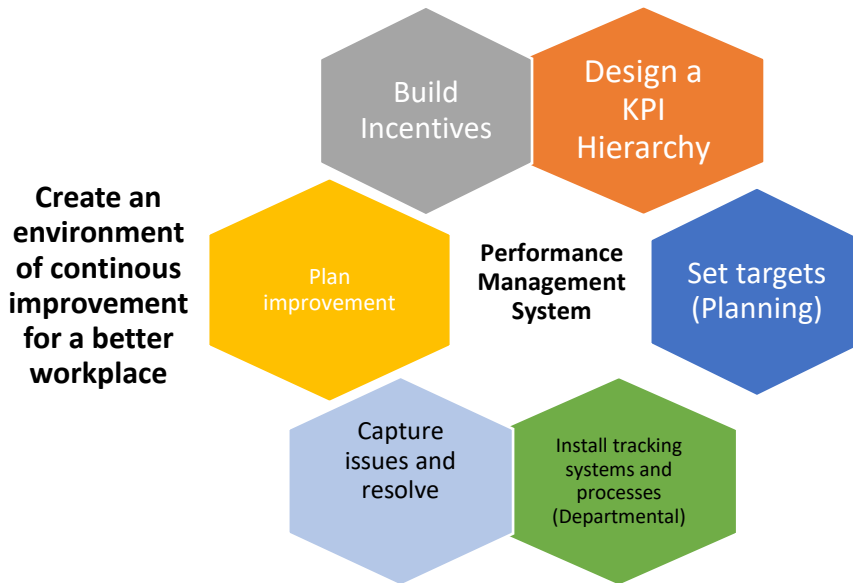 Build
Incentives
Design a
KPI
Hierarchy
Create an
environment
of continous
improvement
for a better
workplace
Plan
improvement
Performance
Management
System
Set targets
(Planning)
Capture
issues and
resolve
Install tracking
systems and
processes
(Departmental)